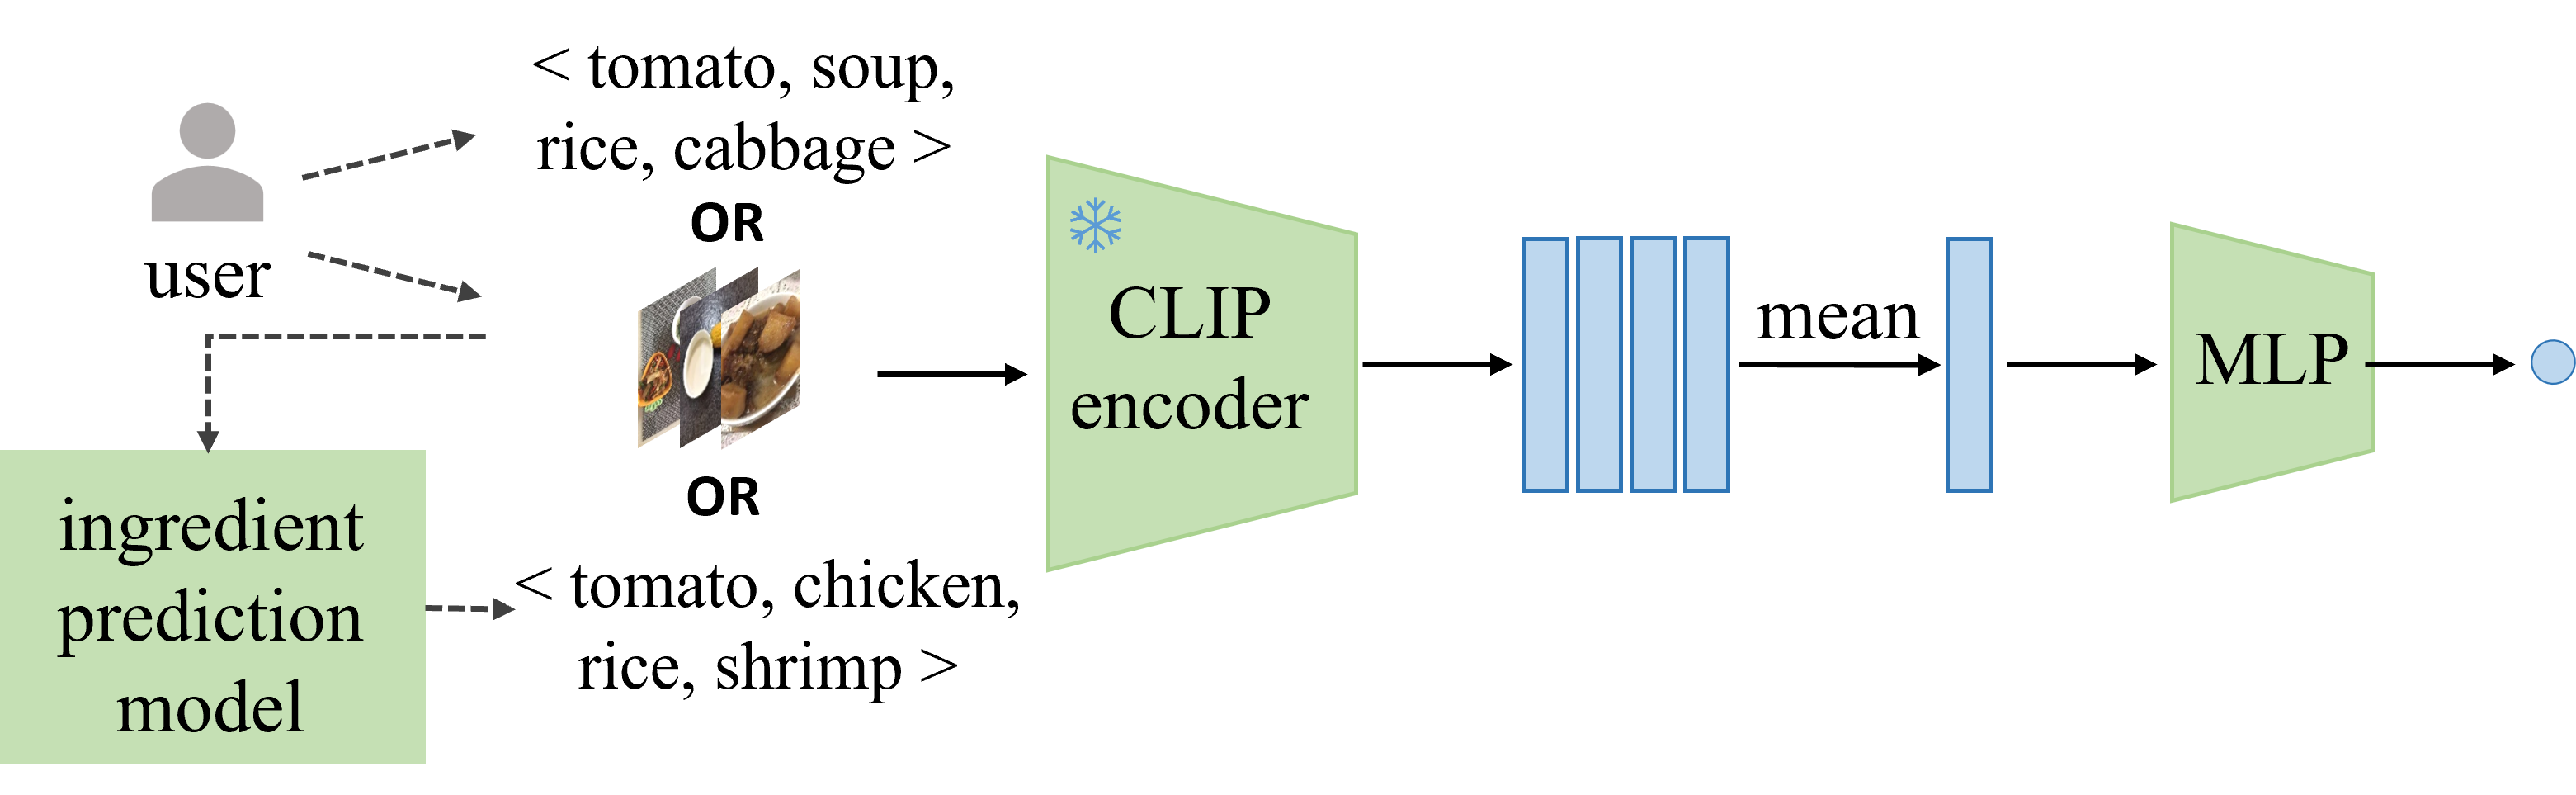 < tomato, soup,
rice, cabbage >
OR
user
OR
ingredient
prediction
model
< tomato, chicken,
rice, shrimp >
CLIP
encoder
mean
MLP